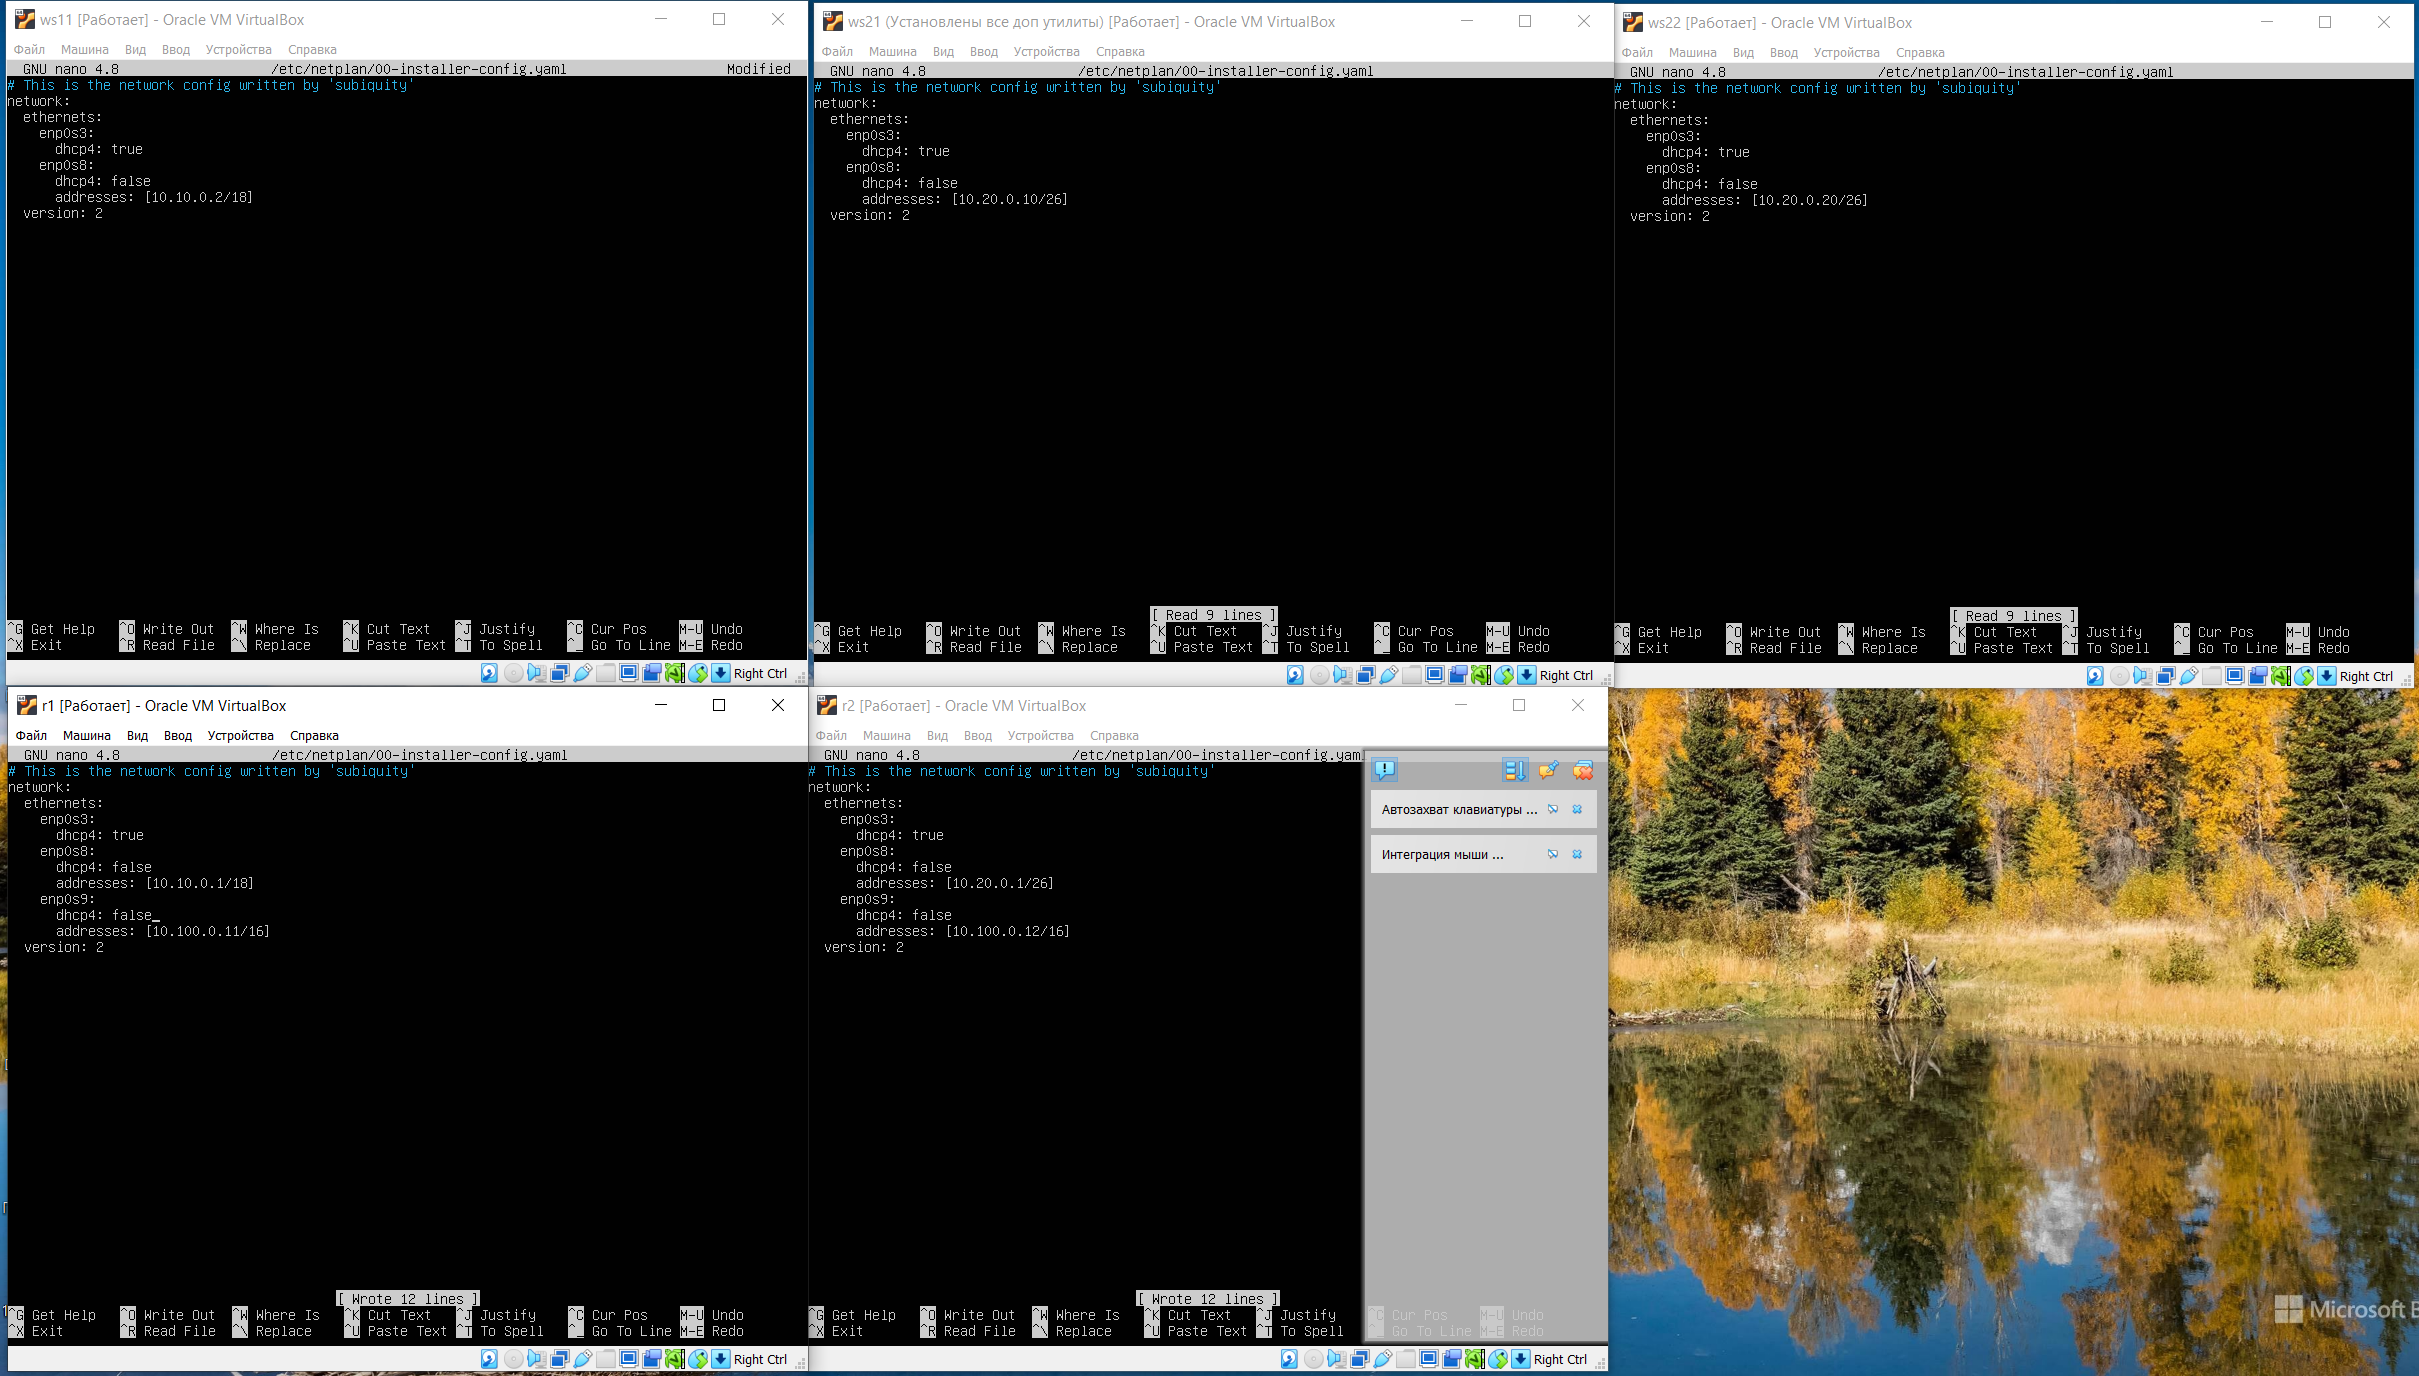 ws11 [Работает] - Oracle VM VirtualBox
Файл Машина Вид Ввод Устройства Справка
GNU nano 4.8 /etc/netplan/00-installer-config.yaml Modified
# This is the network config written by 'subiquity'
network:
  ethernets:
    enp0s3:
      dhcp4: true
    enp0s8:
      dhcp4: false
      addresses: [10.10.0.2/18]
  version: 2
^G Get Help ^O Write Out ^W Where Is ^K Cut Text ^J Justify ^C Cur Pos M-U Undo
^X Exit ^R Read File ^\ Replace ^U Paste Text ^T To Spell ^_ Go To Line M-E Redo
Right Ctrl
ws21 (Установлены все доп утилиты) [Работает] - Oracle VM VirtualBox
Файл Машина Вид Ввод Устройства Справка
GNU nano 4.8 /etc/netplan/00-installer-config.yaml
# This is the network config written by 'subiquity'
network:
  ethernets:
    enp0s3:
      dhcp4: true
    enp0s8:
      dhcp4: false
      addresses: [10.20.0.10/26]
  version: 2
[ Read 9 lines ]
^G Get Help ^O Write Out ^W Where Is ^K Cut Text ^J Justify ^C Cur Pos M-U Undo
^X Exit ^R Read File ^\ Replace ^U Paste Text ^T To Spell ^_ Go To Line M-E Redo
Right Ctrl
ws22 [Работает] - Oracle VM VirtualBox
Файл Машина Вид Ввод Устройства Справка
GNU nano 4.8 /etc/netplan/00-installer-config.yaml
# This is the network config written by 'subiquity'
network:
  ethernets:
    enp0s3:
      dhcp4: true
    enp0s8:
      dhcp4: false
      addresses: [10.20.0.20/26]
  version: 2
[ Read 9 lines ]
^G Get Help ^O Write Out ^W Where Is ^K Cut Text ^J Justify ^C Cur Pos M-U Undo
^X Exit ^R Read File ^\ Replace ^U Paste Text ^T To Spell ^_ Go To Line M-E Redo
Right Ctrl
r1 [Работает] - Oracle VM VirtualBox
Файл Машина Вид Ввод Устройства Справка
GNU nano 4.8 /etc/netplan/00-installer-config.yaml
# This is the network config written by 'subiquity'
network:
  ethernets:
    enp0s3:
      dhcp4: true
    enp0s8:
      dhcp4: false
      addresses: [10.10.0.1/18]
    enp0s9:
      dhcp4: false
      addresses: [10.100.0.11/16]
  version: 2
[ Wrote 12 lines ]
^G Get Help ^O Write Out ^W Where Is ^K Cut Text ^J Justify ^C Cur Pos M-U Undo
^X Exit ^R Read File ^\ Replace ^U Paste Text ^T To Spell ^_ Go To Line M-E Redo
Right Ctrl
r2 [Работает] - Oracle VM VirtualBox
Файл Машина Вид Ввод Устройства Справка
GNU nano 4.8 /etc/netplan/00-installer-config.yaml
# This is the network config written by 'subiquity'
network:
  ethernets:
    enp0s3:
      dhcp4: true
    enp0s8:
      dhcp4: false
      addresses: [10.20.0.1/26]
    enp0s9:
      dhcp4: false
      addresses: [10.100.0.12/16]
  version: 2
Автозахват клавиатуры ...
Интеграция мыши ...
[ Wrote 12 lines ]
^G Get Help ^O Write Out ^W Where Is ^K Cut Text ^J Justify ^C Cur Pos M-U Undo
^X Exit ^R Read File ^\ Replace ^U Paste Text ^T To Spell ^_ Go To Line M-E Redo
Right Ctrl
Microsoft B